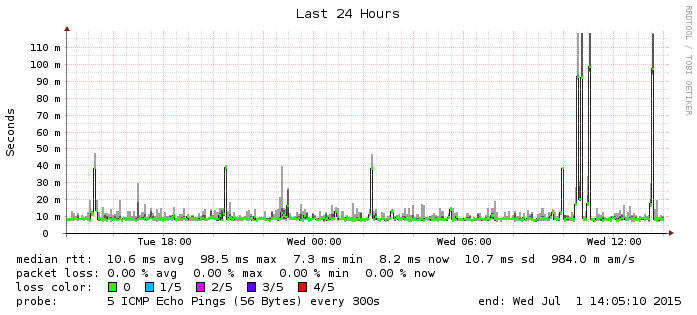 Last 24 Hours
RRDTOOL / TOBI OETIKER
Seconds
110 m
100 m
90 m
80 m
70 m
60 m
50 m
40 m
30 m
20 m
10 m
0
Tue 18:00 Wed 00:00 Wed 06:00 Wed 12:00
median rtt: 10.6 ms avg 98.5 ms max 7.3 ms min 8.2 ms now 10.7 ms sd 984.0 m am/s
packet loss: 0.00 % avg 0.00 % max 0.00 % min 0.00 % now
loss color: 0 1/5 2/5 3/5 4/5
probe: 5 ICMP Echo Pings (56 Bytes) every 300s end: Wed Jul 1 14:05:10 2015